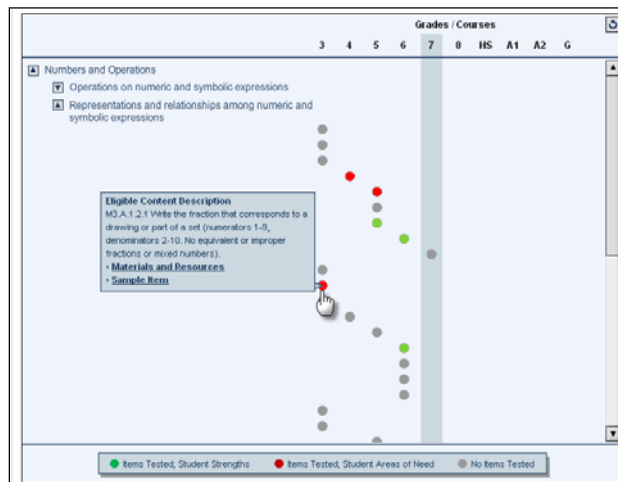 Grades / Courses
3 4 5 6 7 8 HS A1 A2 G
Numbers and Operations
Operations on numeric and symbolic expressions
Representations and relationships among numeric and
symbolic expressions
Eligible Content Description
M3.A.1.2.1 Write the fraction that corresponds to a
drawing or part of a set (numerators 1-9,
denominators 2-10. No equivalent or improper
fractions or mixed numbers).
- Materials and Resources
- Sample Item
Items Tested; Student Strengths Items Tested; Student Areas of Need No Items Tested